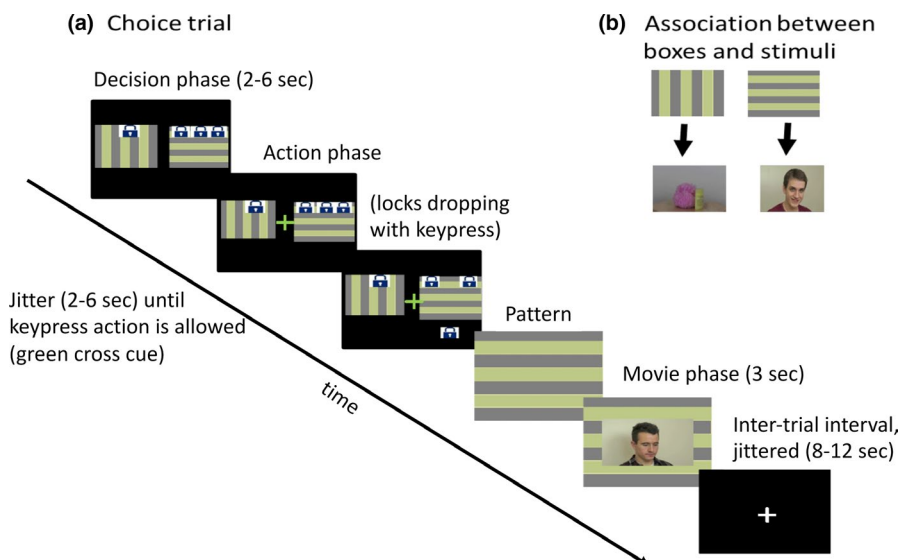 (a) Choice trial
Decision phase (2-6 sec)
Action phase
(locks dropping
with keypress)
Jitter (2-6 sec) until
keypress action is allowed
(green cross cue)
time
Pattern
Movie phase (3 sec)
Inter-trial interval,
jittered (8-12 sec)
(b) Association between
boxes and stimuli